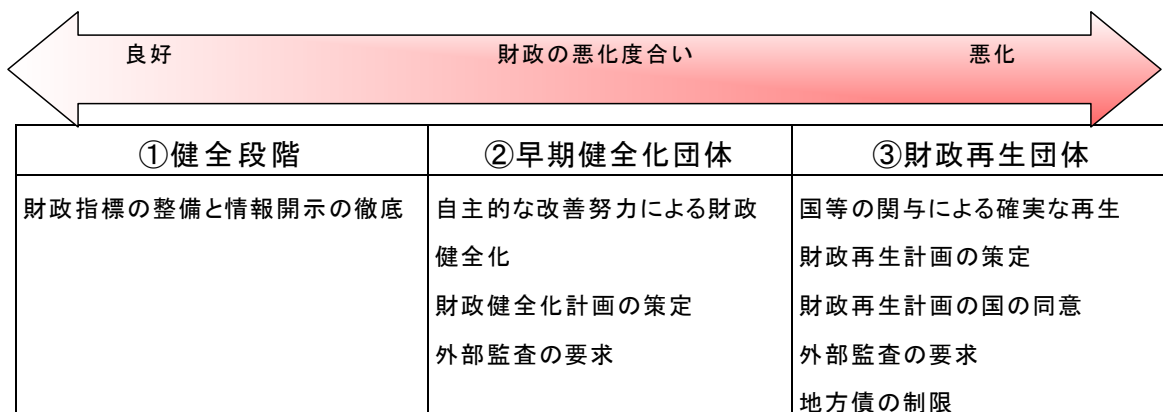 良好 財政の悪化度合い 悪化
①健全段階 ②早期健全化団体 ③財政再生団体
財政指標の整備と情報開示の徹底
自主的な改善努力による財政
健全化
財政健全化計画の策定
外部監査の要求
国等の関与による確実な再生
財政再生計画の策定
財政再生計画の国の同意
外部監査の要求
地方債の制限